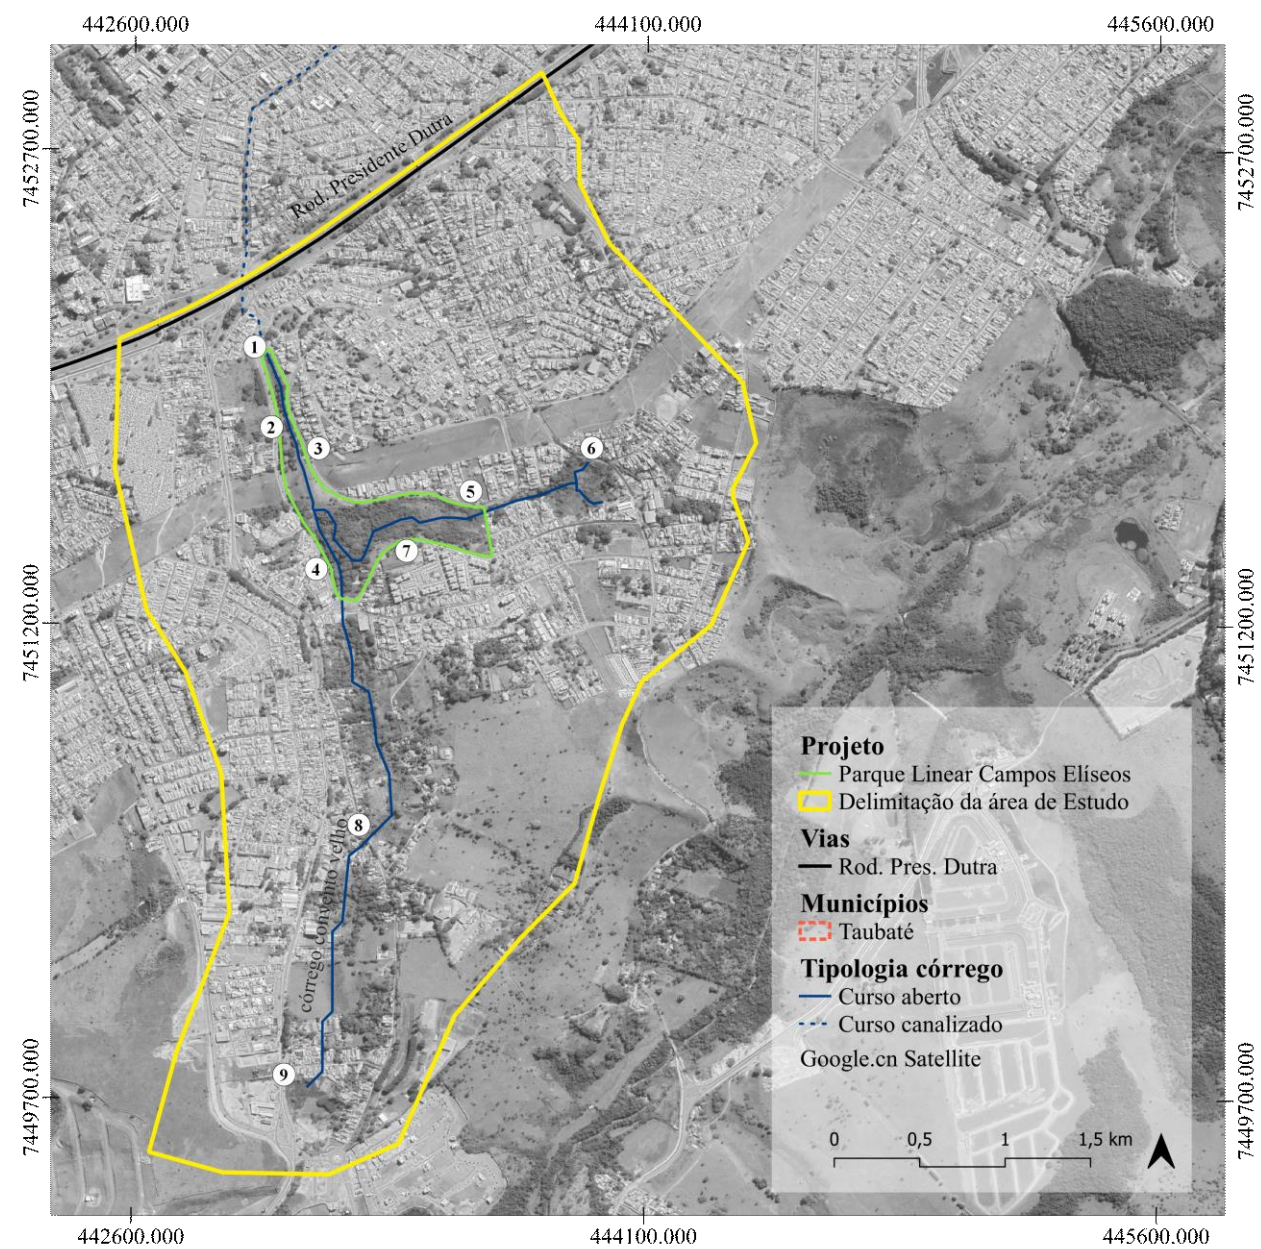 442600.000 444100.000 445600.000
7452700.000
7452700.000
Rod. Presidente Dutra
1
2
3
6
5
7
4
7451200.000
7451200.000
Projeto
Parque Linear Campos Elíseos
Delimitação da área de Estudo
Vias
Rod. Pres. Dutra
Municípios
Taubaté
Tipologia córrego
Curso aberto
Curso canalizado
Google.cn Satellite
8
córrego convento velho
9
7449700.000
7449700.000
0 0,5 1 1,5 km
442600.000 444100.000 445600.000